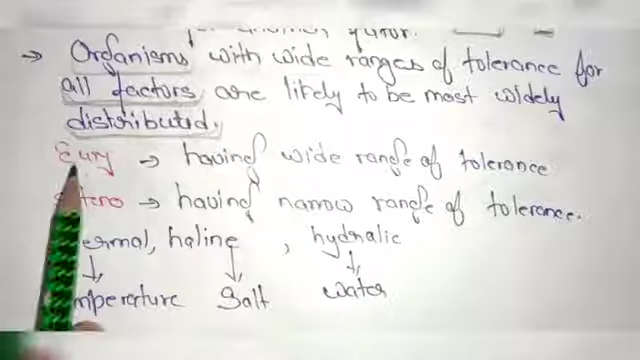 → Organisms with wide ranges of tolerance for
all factors are likely to be most widely
distributed.
Eury → having wide range of tolerance
→ having narrow range of tolerance.
haline , hydralic
↓ ↓ ↓
Salt water